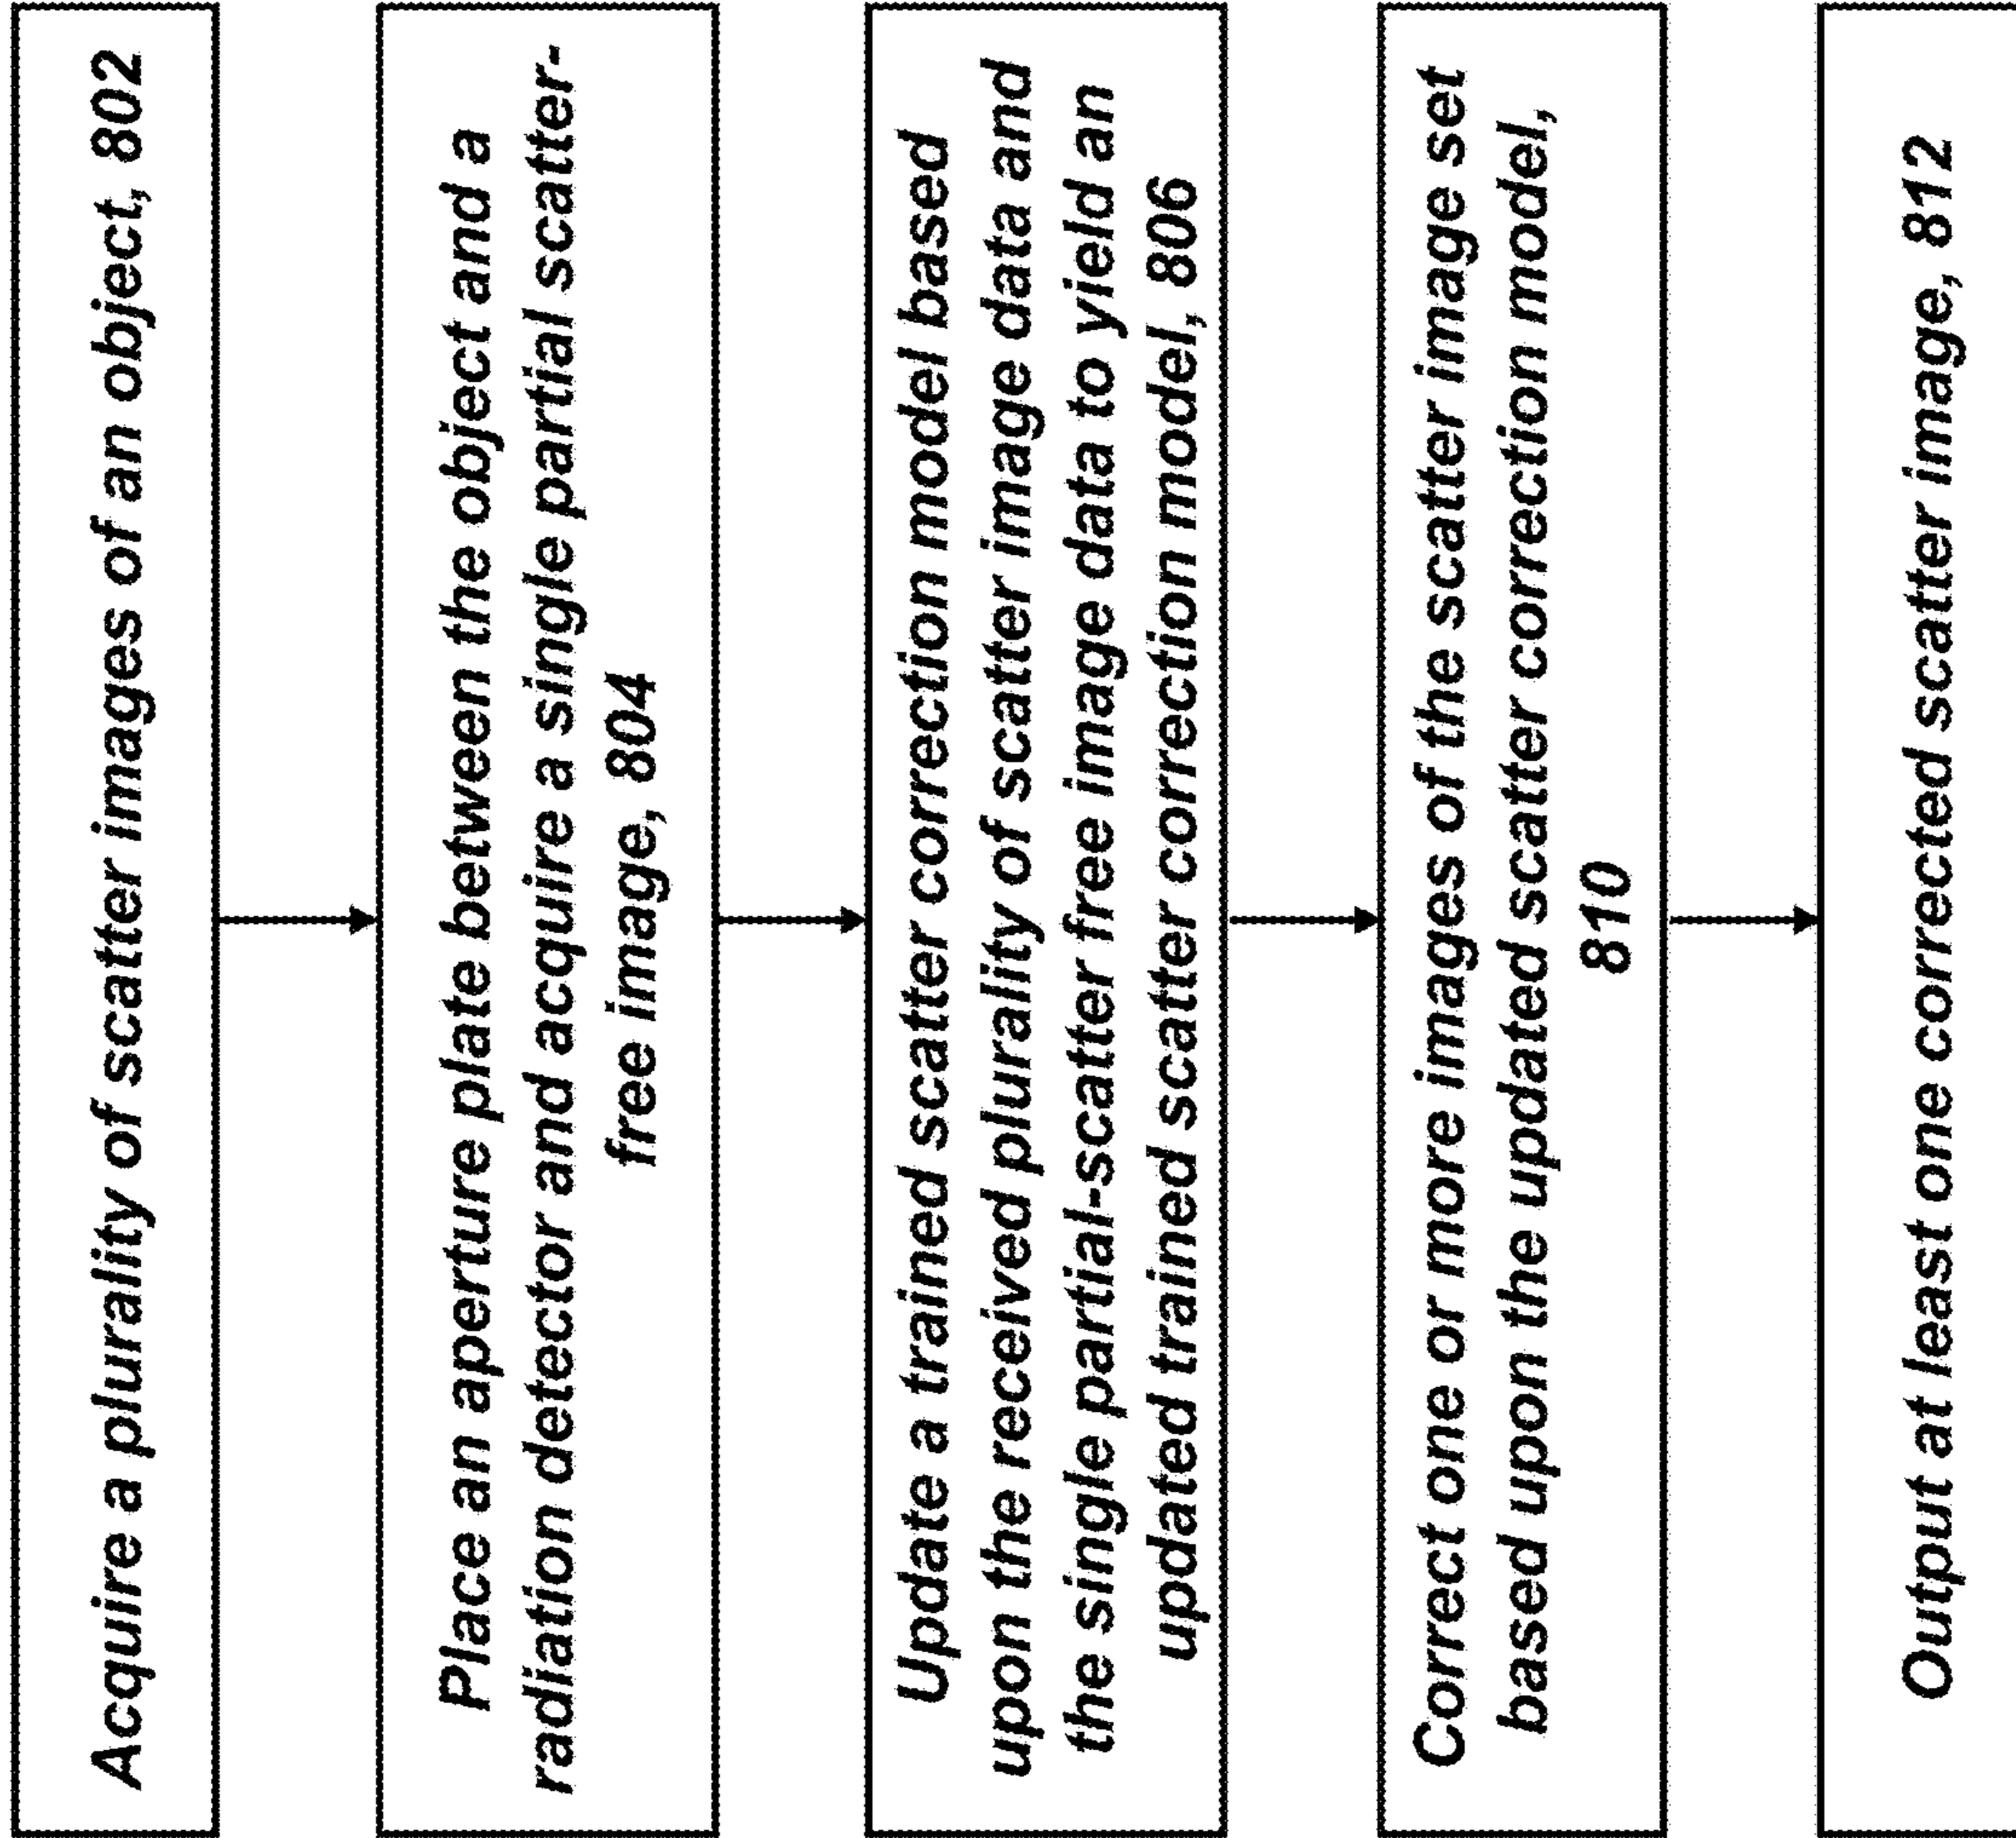 Acquire a plurality of scatter images of an object, 802
Place an aperture plate between the object and a
radiation detector and acquire a single partial scatter-
free image, 804
Update a trained scatter correction model based
upon the received plurality of scatter image data and
the single partial-scatter free image data to yield an
updated trained scatter correction model, 806
Correct one or more images of the scatter image set
based upon the updated scatter correction model,
810
Output at least one corrected scatter image, 812